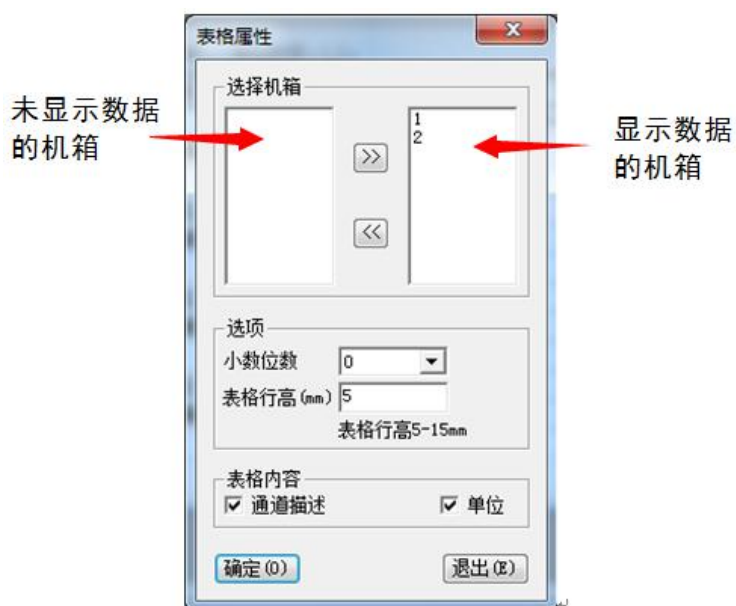 表格属性
选择机箱
未显示数据
的机箱
1
2
>>
<<
显示数据
的机箱
选项
小数位数 0
表格行高(mm) 5
表格行高5-15mm
表格内容
通道描述 单位
确定(O) 退出(E)